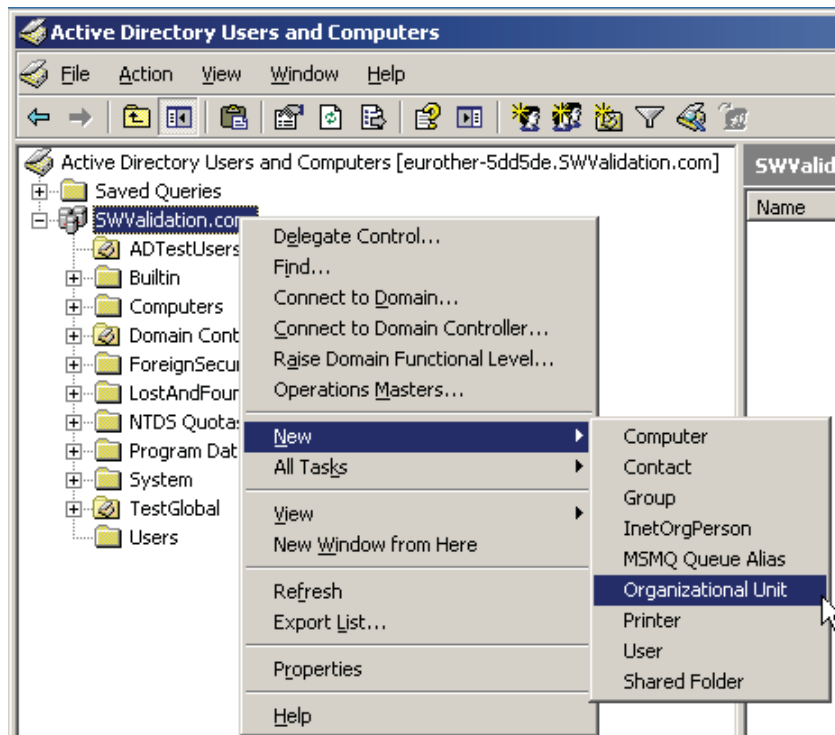 Active Directory Users and Computers
File Action View Window Help
Active Directory Users and Computers [eurother-5dd5de.SWValidation.com]
SWValid
Name
Saved Queries
SWValidation.com
ADTestUsers
Builtin
Computers
Domain Cont
ForeignSecur
LostAndFour
NTDS Quotas
Program Dat
System
TestGlobal
Users
Delegate Control...
Find...
Connect to Domain...
Connect to Domain Controller...
Raise Domain Functional Level...
Operations Masters...
New
All Tasks
View
New Window from Here
Refresh
Export List...
Properties
Help
Computer
Contact
Group
InetOrgPerson
MSMQ Queue Alias
Organizational Unit
Printer
User
Shared Folder